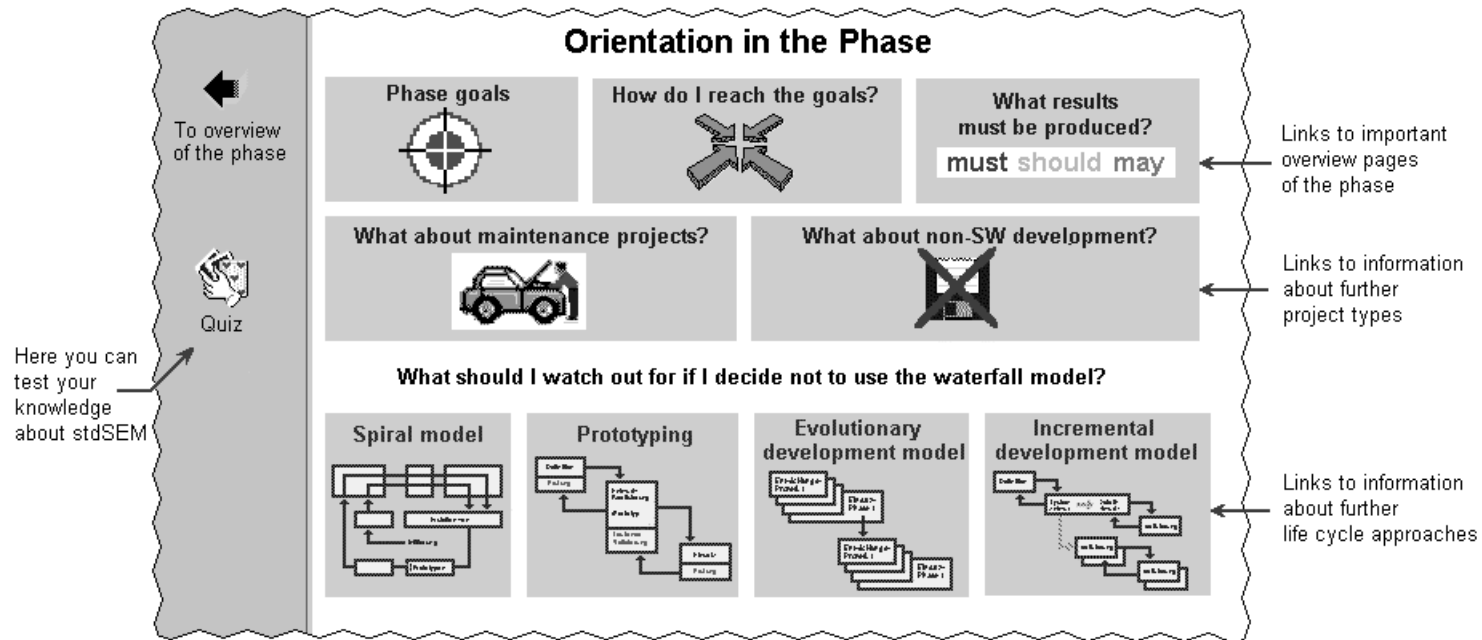 Orientation in the Phase
To overview
of the phase
Quiz
Here you can
test your
knowledge
about stdSEM
Phase goals
How do I reach the goals?
What results
must be produced?
must should may
Links to important
overview pages
of the phase
What about maintenance projects?
What about non-SW development?
Links to information
about further
project types
What should I watch out for if I decide not to use the waterfall model?
Spiral model
Prototyping
Evolutionary
development model
Incremental
development model
Links to information
about further
life cycle approaches